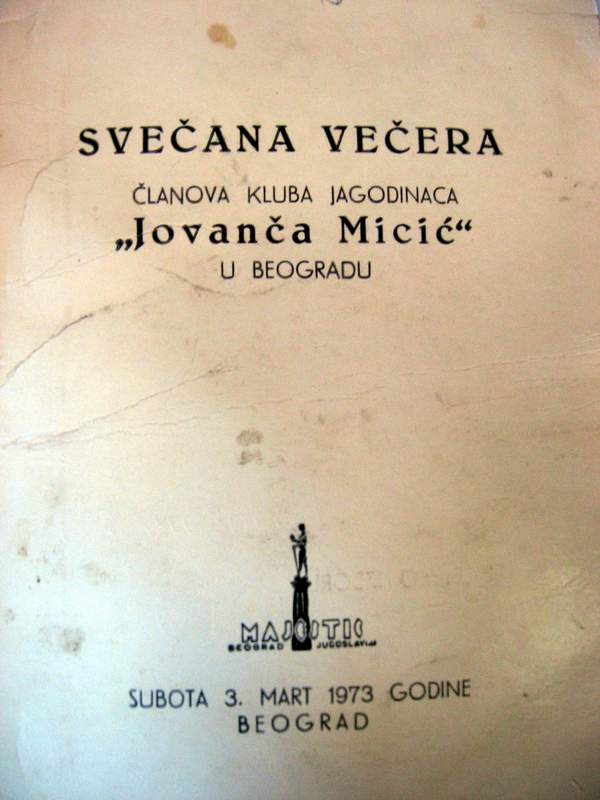 SVEČANA VEČERA
ČLANOVA KLUBA JAGODINACA
„Jovanča Micić“
U BEOGRADU
MAJESTIC
BEOGRAD JUGOSLAVIJA
SUBOTA 3. MART 1973 GODINE
BEOGRAD